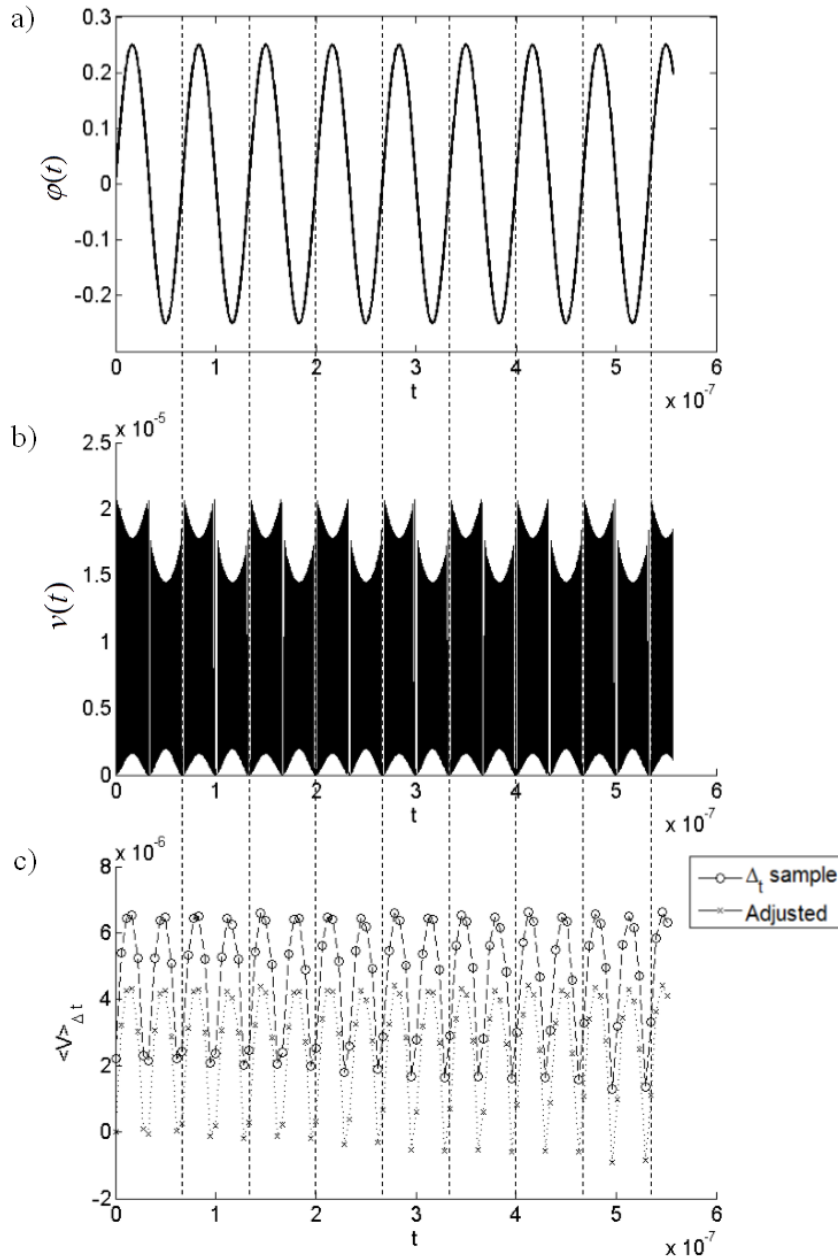 a)
φ(t)
0.3
0.2
0.1
0
-0.1
-0.2
0 1 2 3 4 5 6
t
x 10-7
b)
x 10-5
v(t)
2.5
2
1.5
1
0.5
0
0 1 2 3 4 5 6
t
x 10-7
c)
x 10-6
<V>Δt
8
6
4
2
0
-2
0 1 2 3 4 5 6
t
x 10-7
Δt sample
Adjusted